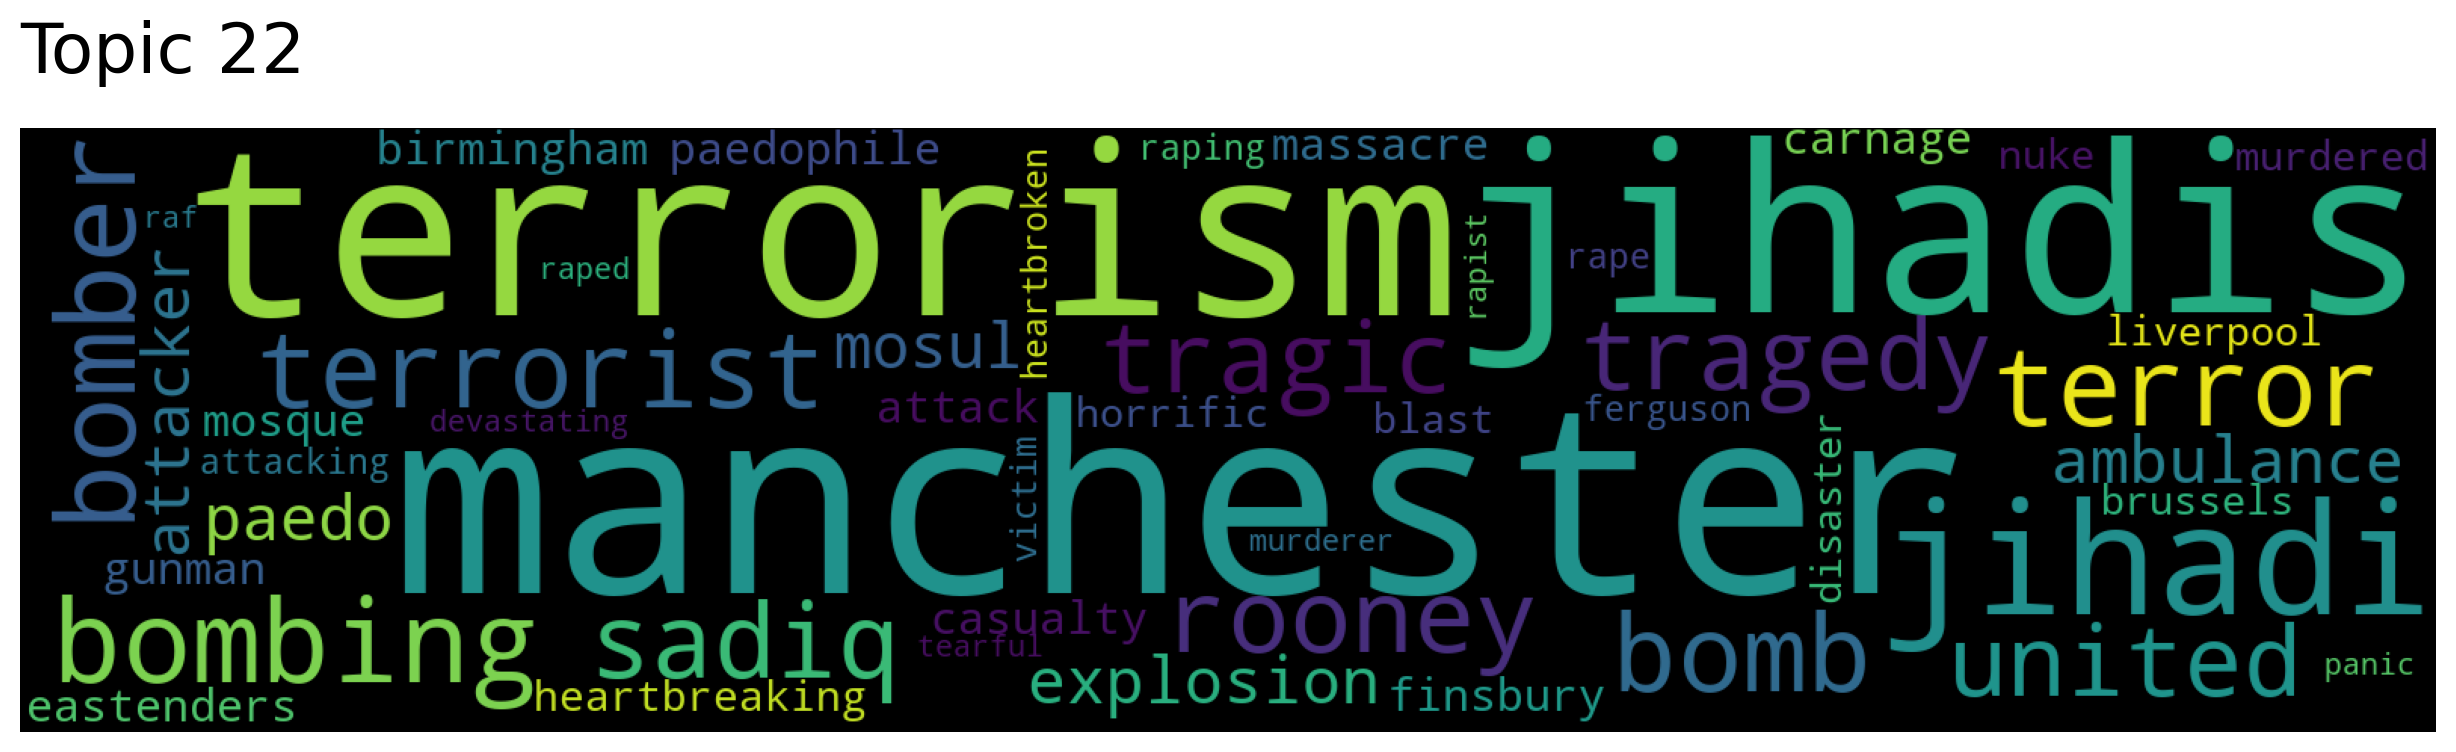 Topic 22
birmingham
paedophile
raping
massacre
carnage
nuke
murdered
bomber
raf
terrorism
heartbroken
jihadis
raped
rapist
rape
attacker
terrorist
mosul
tragic
tragedy
liverpool
terror
mosque
devastating
attack
horrific
blast
ferguson
attacking
manchester
victim
disaster
ambulance
brussels
paedo
murderer
jihadi
gunman
bombing
sadiq
casualty
tearful
rooney
bomb
united
panic
explosion
finsbury
heartbreaking
eastenders